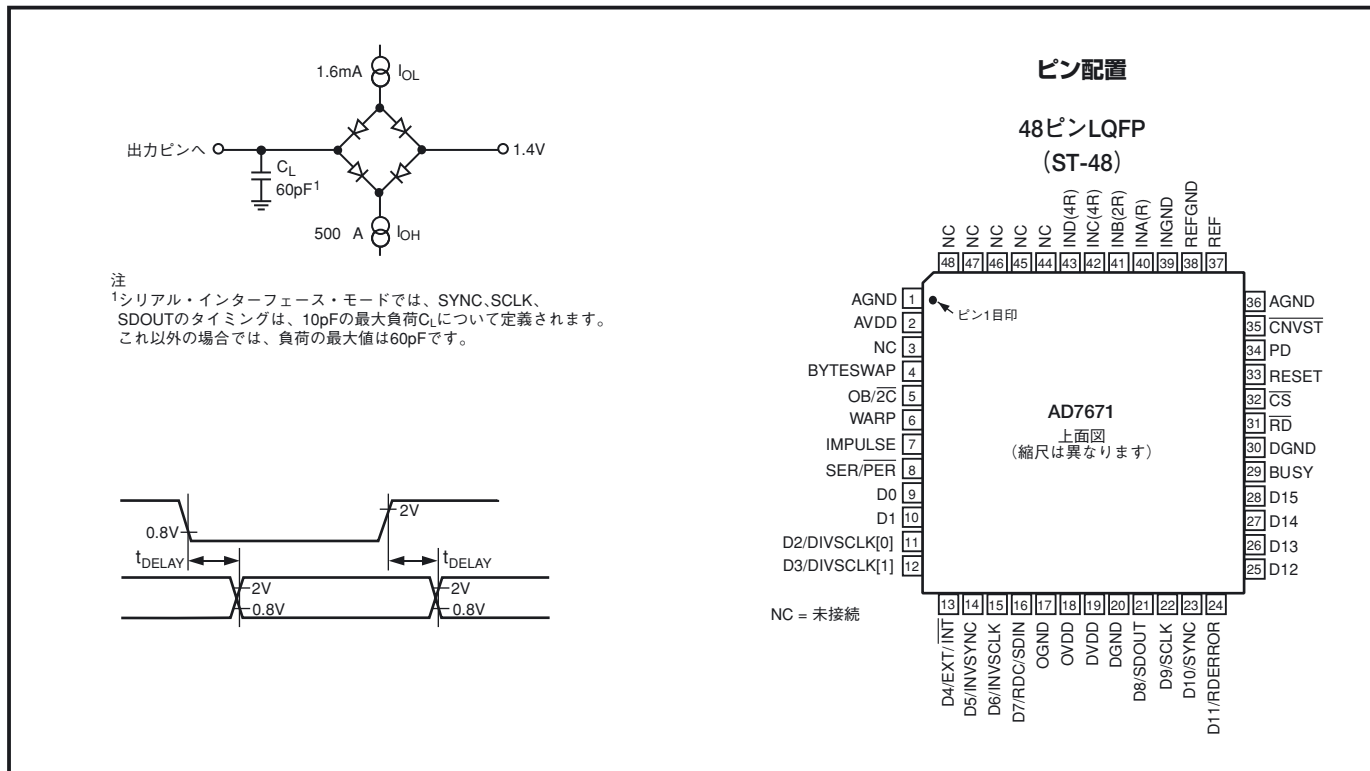 1.6mA
IOL
出力ピンへ
1.4V
CL
60pF1
500 A
IOH
注
1シリアル・インターフェース・モードでは、SYNC、SCLK、
SDOUTのタイミングは、10pFの最大負荷CLについて定義されます。
これ以外の場合では、負荷の最大値は60pFです。
0.8V
2V
tDELAY
tDELAY
2V
0.8V
2V
0.8V
ピン配置
48ピンLQFP
(ST-48)
NC
NC
NC
NC
NC
IND(4R)
INC(4R)
INB(2R)
INA(R)
INGND
REFGND
REF
48 47 46 45 44 43 42 41 40 39 38 37
AGND 1
AVDD 2
NC 3
BYTESWAP 4
OB/2C 5
WARP 6
IMPULSE 7
SER/PER 8
D0 9
D1 10
D2/DIVSCLK[0] 11
D3/DIVSCLK[1] 12
ピン1目印
AD7671
上面図
(縮尺は異なります)
36 AGND
35 CNVST
34 PD
33 RESET
32 CS
31 RD
30 DGND
29 BUSY
28 D15
27 D14
26 D13
25 D12
NC = 未接続
13 14 15 16 17 18 19 20 21 22 23 24
D4/EXT/INT
D5/INVSYNC
D6/INVSCLK
D7/RDC/SDIN
OGND
OVDD
DVDD
DGND
D8/SDOUT
D9/SCLK
D10/SYNC
D11/RDERROR